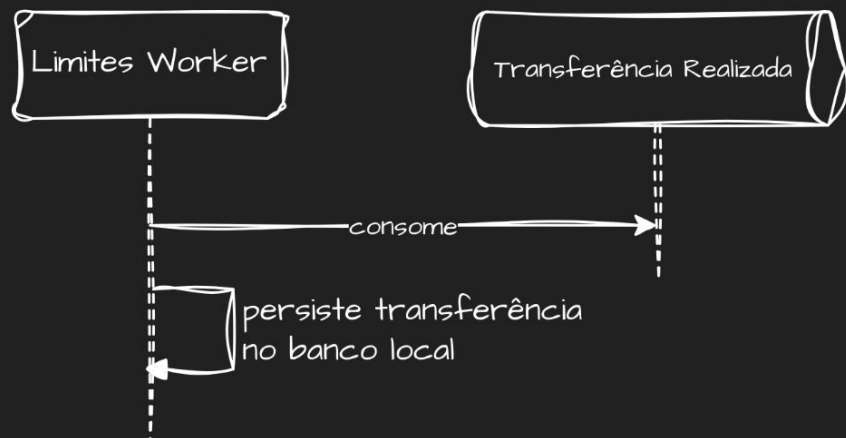 Limites Worker
Transferência Realizada
consome
persiste transferência
no banco local